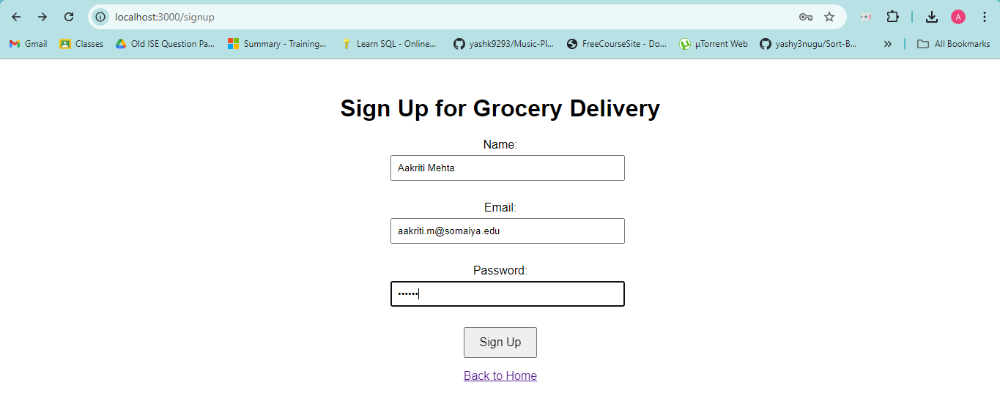 localhost:3000/signup
A
Gmail Classes Old ISE Question Pa... Summary - Training... Learn SQL - Online... yashk9293/Music-Pl... FreeCourseSite - Do... µTorrent Web yashy3nugu/Sort-B... » All Bookmarks
Sign Up for Grocery Delivery
Name:
Aakriti Mehta
Email:
aakriti.m@somaiya.edu
Password:
••••••
Sign Up
Back to Home